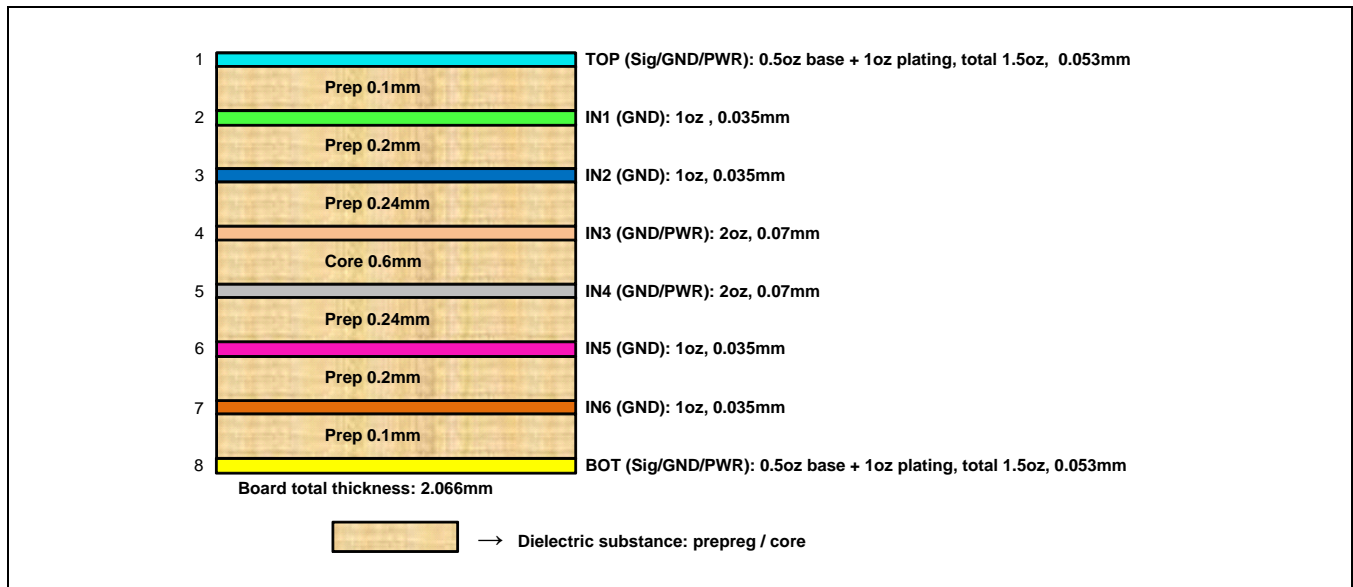 1 TOP (Sig/GND/PWR): 0.5oz base + 1oz plating, total 1.5oz,  0.053mm
Prep 0.1mm
2 IN1 (GND): 1oz , 0.035mm
Prep 0.2mm
3 IN2 (GND): 1oz, 0.035mm
Prep 0.24mm
4 IN3 (GND/PWR): 2oz, 0.07mm
Core 0.6mm
5 IN4 (GND/PWR): 2oz, 0.07mm
Prep 0.24mm
6 IN5 (GND): 1oz, 0.035mm
Prep 0.2mm
7 IN6 (GND): 1oz, 0.035mm
Prep 0.1mm
8 BOT (Sig/GND/PWR): 0.5oz base + 1oz plating, total 1.5oz, 0.053mm
Board total thickness: 2.066mm
→ Dielectric substance: prepreg / core